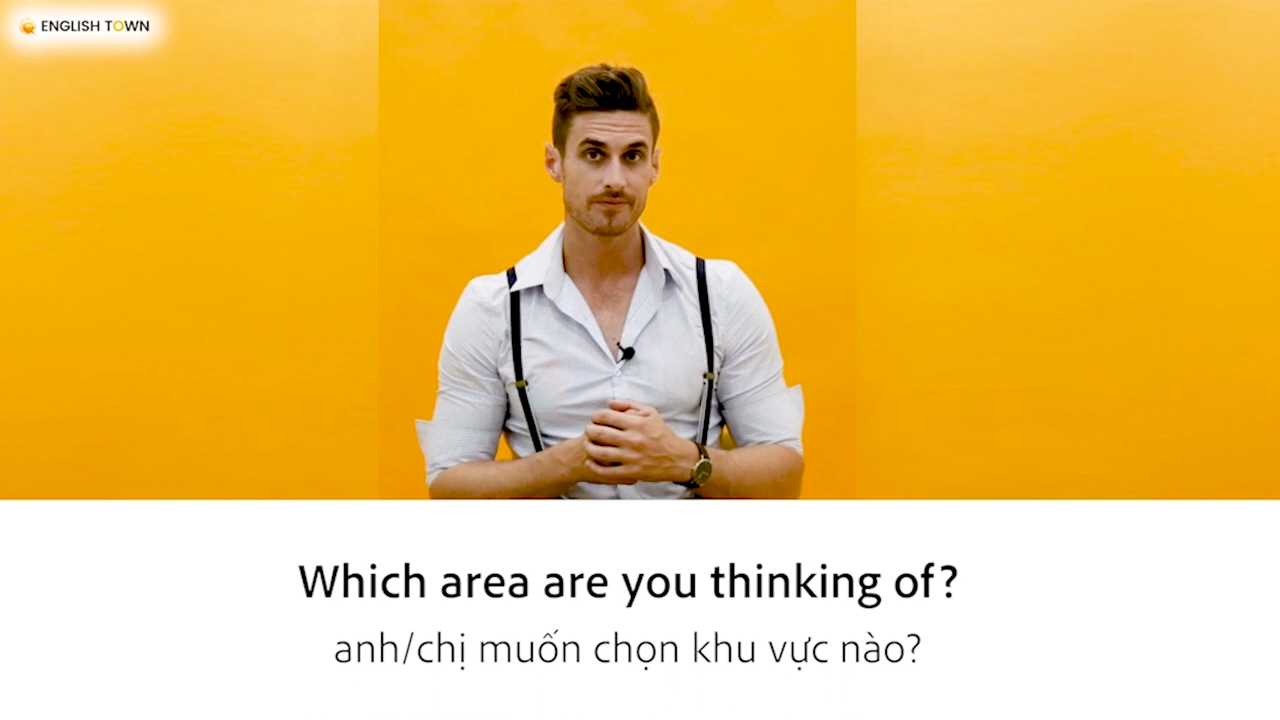 ENGLISH TOWN
Which area are you thinking of?
anh/chị muốn chọn khu vực nào?